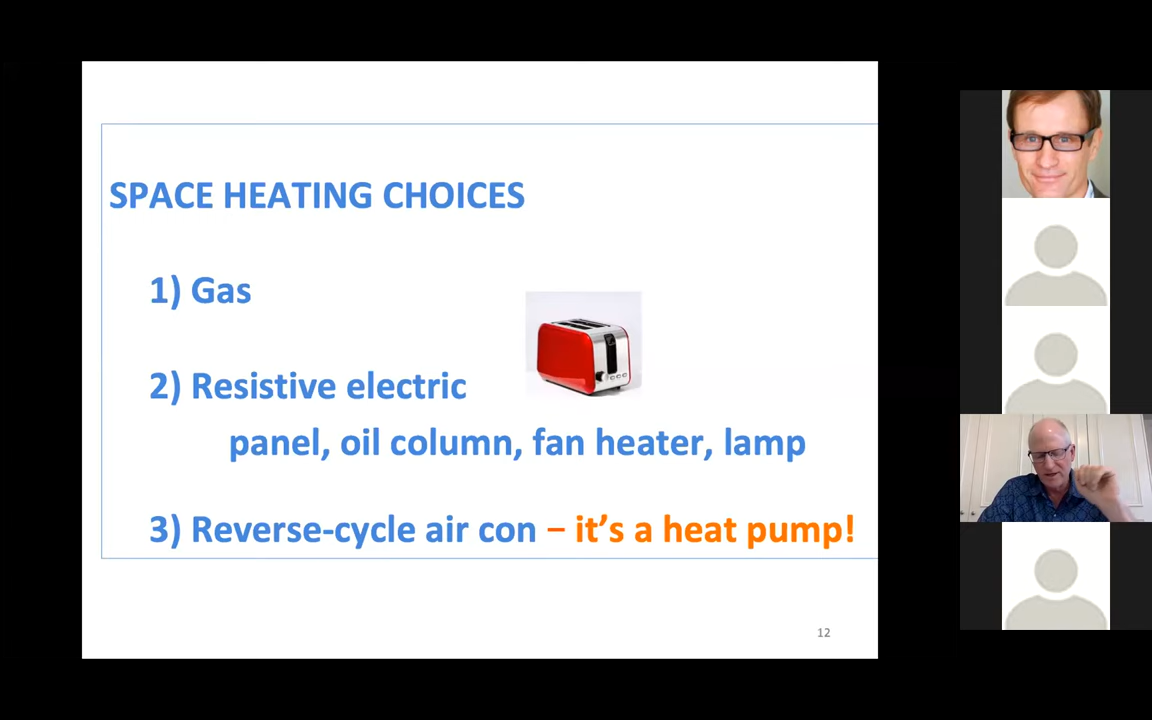 SPACE HEATING CHOICES
1) Gas
2) Resistive electric
panel, oil column, fan heater, lamp
3) Reverse-cycle air con – it’s a heat pump!
12